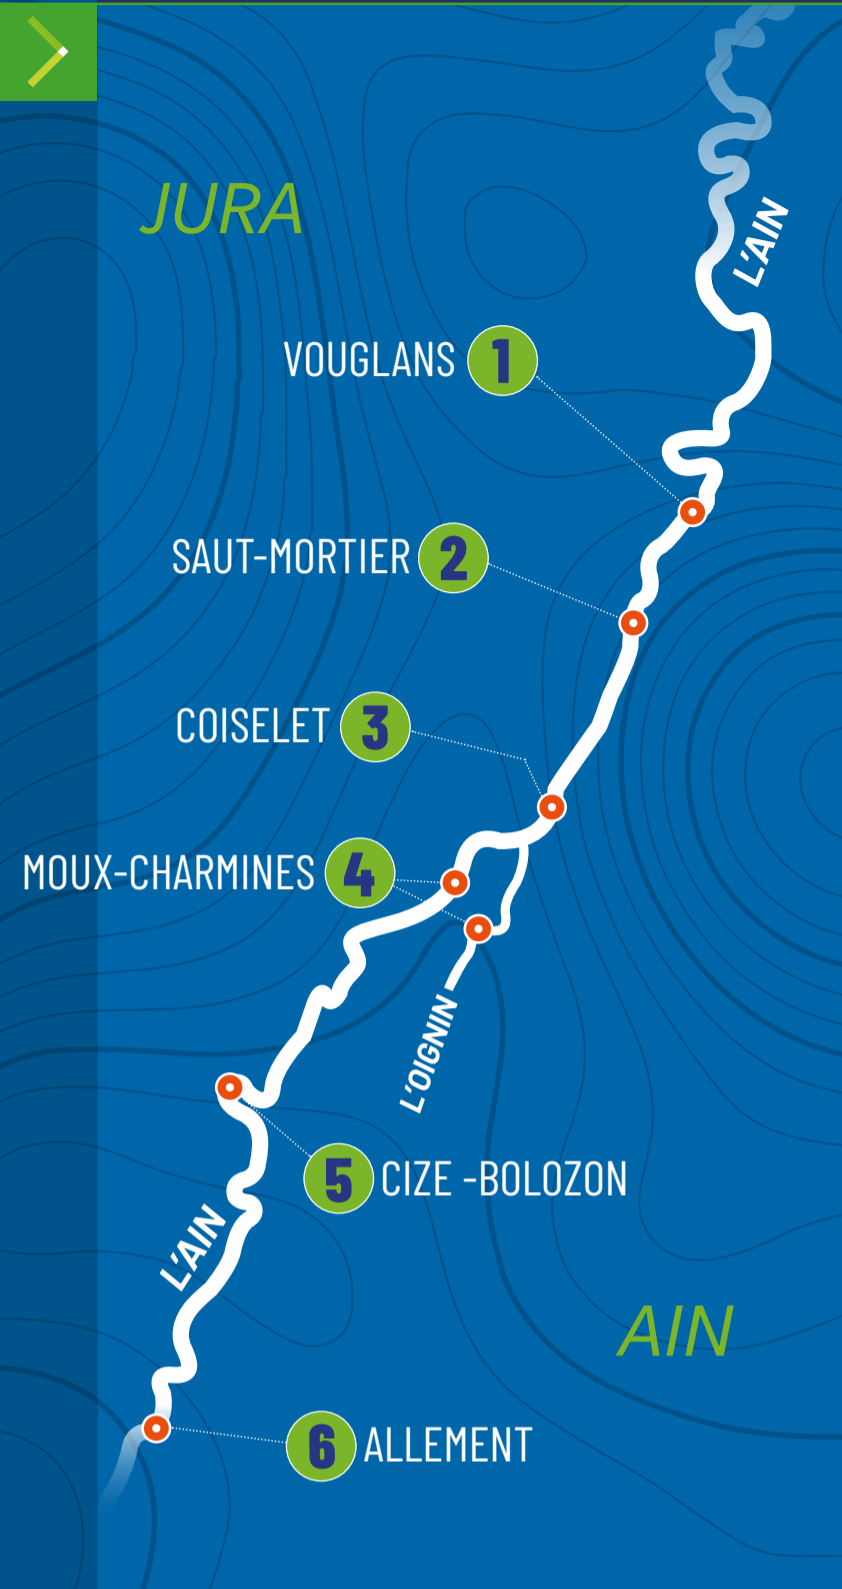 JURA
L'AIN
VOUGLANS 1
SAUT-MORTIER 2
COISELET 3
MOUX-CHARMINES 4
L'OIGNIN
5 CIZE -BOLOZON
L'AIN
AIN
6 ALLEMENT